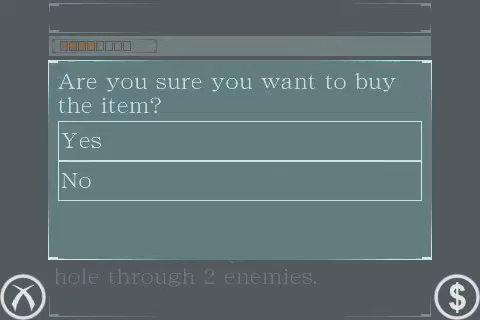 Are you sure you want to buy
the item?
Yes
No
hole through 2 enemies.
$